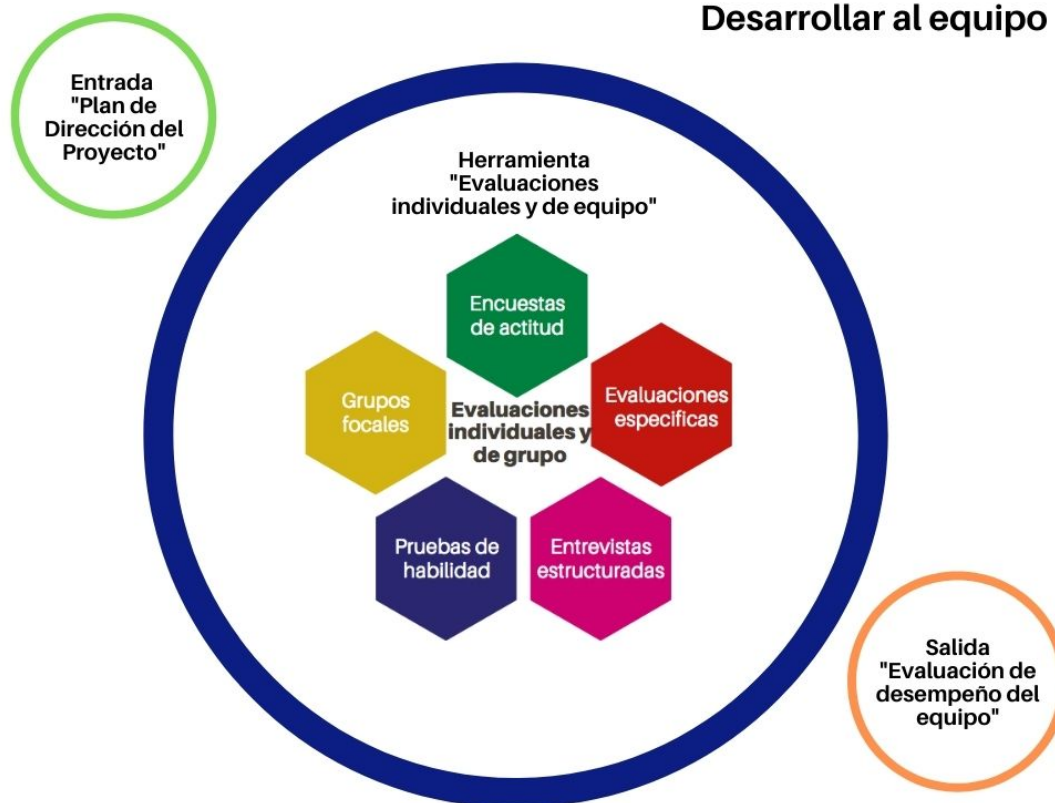 Desarrollar al equipo
Entrada
"Plan de
Dirección del
Proyecto"
Herramienta
"Evaluaciones
individuales y de equipo"
Encuestas
de actitud
Grupos
focales
Evaluaciones
individuales y
de grupo
Evaluaciones
especificas
Pruebas de
habilidad
Entrevistas
estructuradas
Salida
"Evaluación de
desempeño del
equipo"